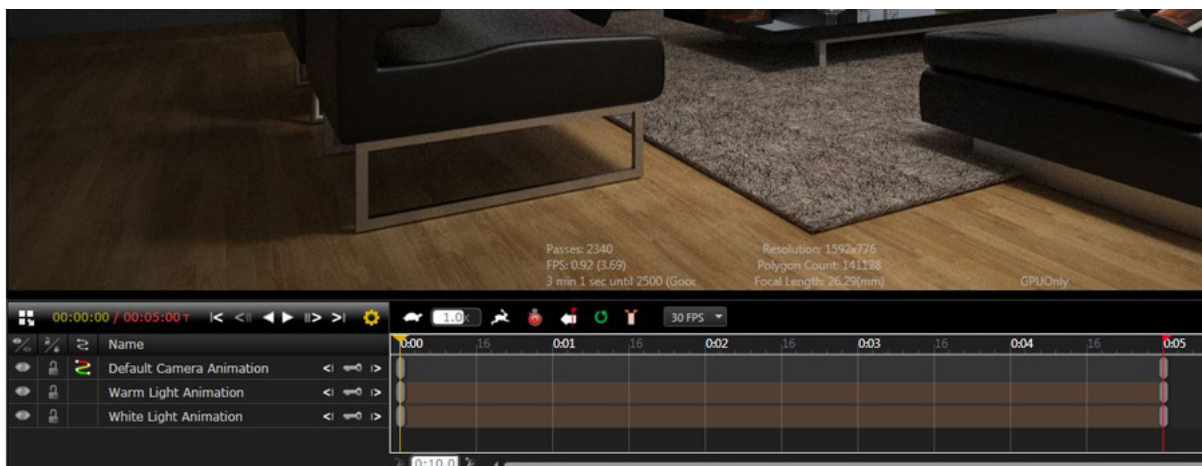 Passes: 2340
FPS: 0.92 (3.69)
3 min 1 sec until 2500 (Gooc
Resolution: 1592x776
Polygon Count: 141128
Focal Length: 26.29(mm)
GPUOnly
00:00:00 / 00:05:00 T 1.0x 30 FPS
Name 0:00 16 0:01 16 0:02 16 0:03 16 0:04 16 0:05
Default Camera Animation
Warm Light Animation
White Light Animation
0:10.0